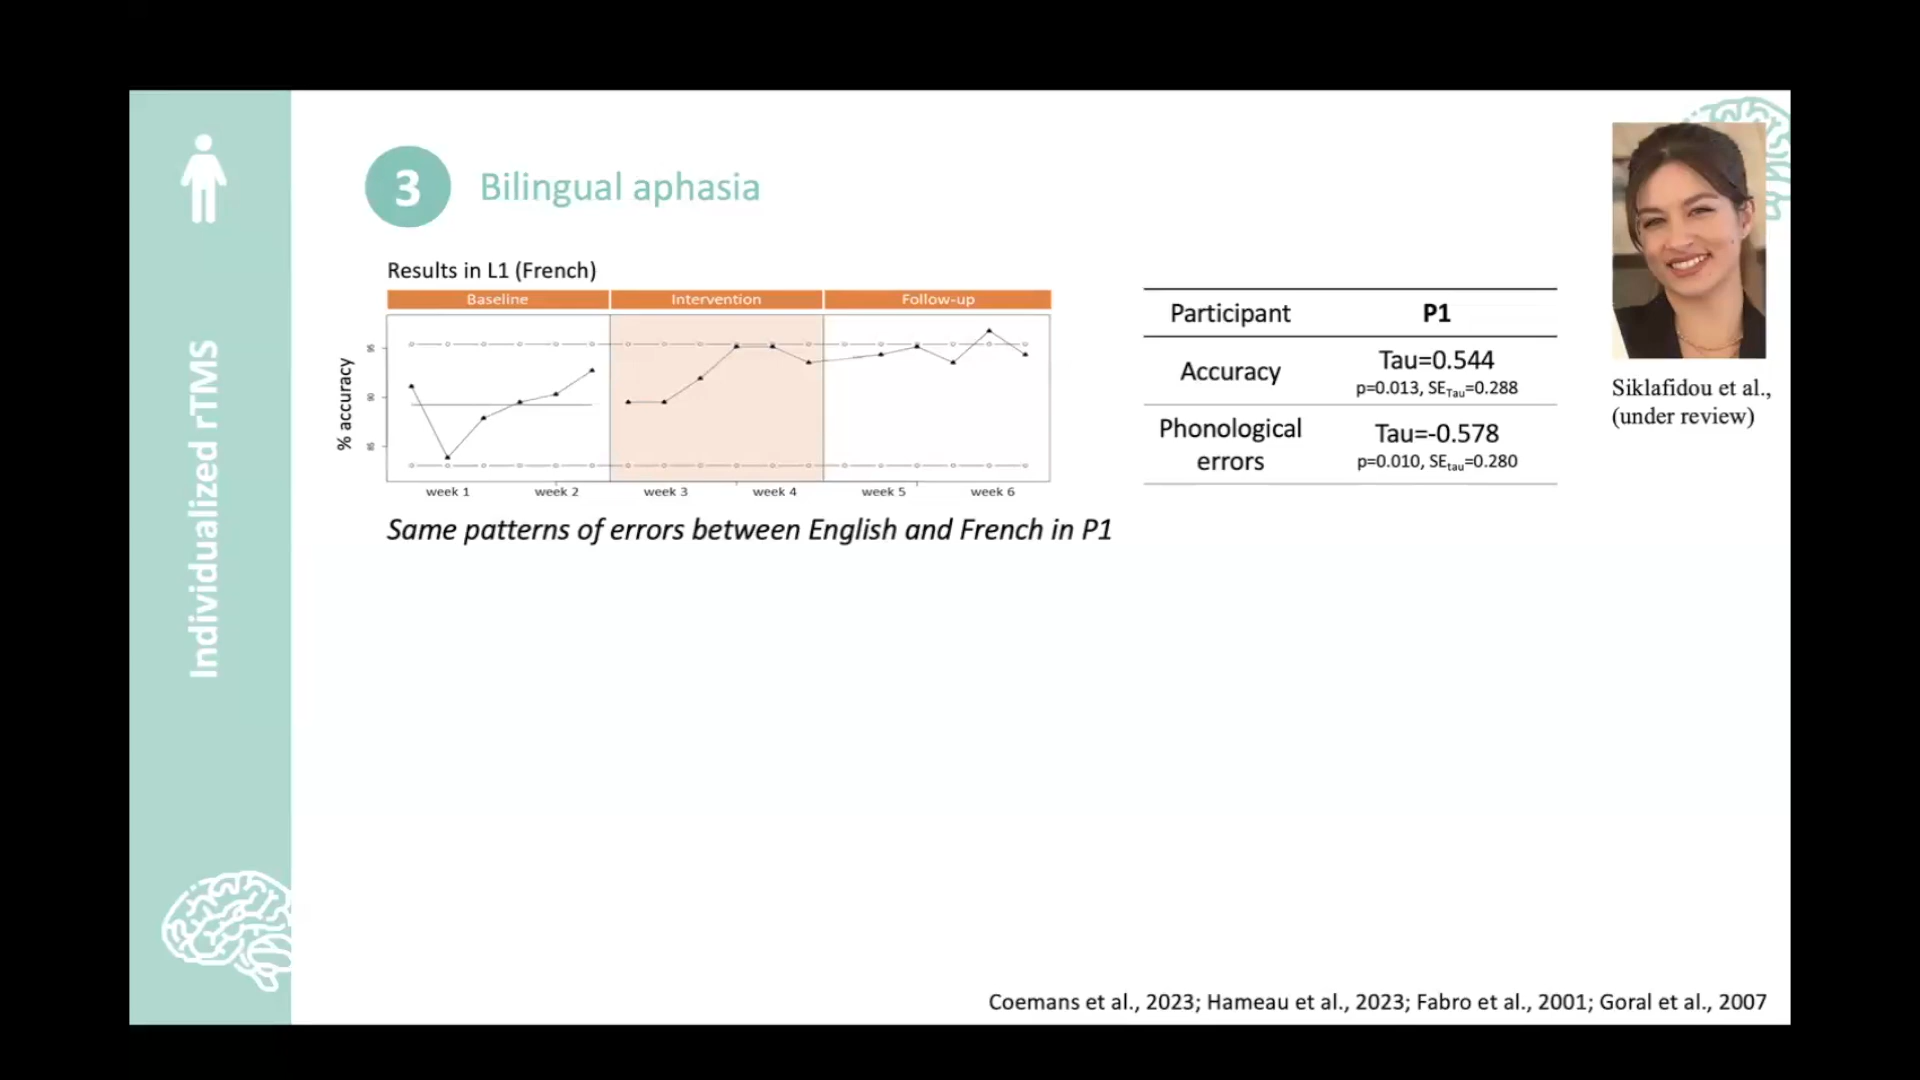 Individualized rTMS
3 Bilingual aphasia
Results in L1 (French)
Baseline Intervention Follow-up
% accuracy
95
90
85
week 1 week 2 week 3 week 4 week 5 week 6
Same patterns of errors between English and French in P1
Participant P1
Accuracy Tau=0.544
p=0.013, SETau=0.288
Phonological errors Tau=-0.578
p=0.010, SEtau=0.280
Siklafidou et al.,
(under review)
Coemans et al., 2023; Hameau et al., 2023; Fabro et al., 2001; Goral et al., 2007